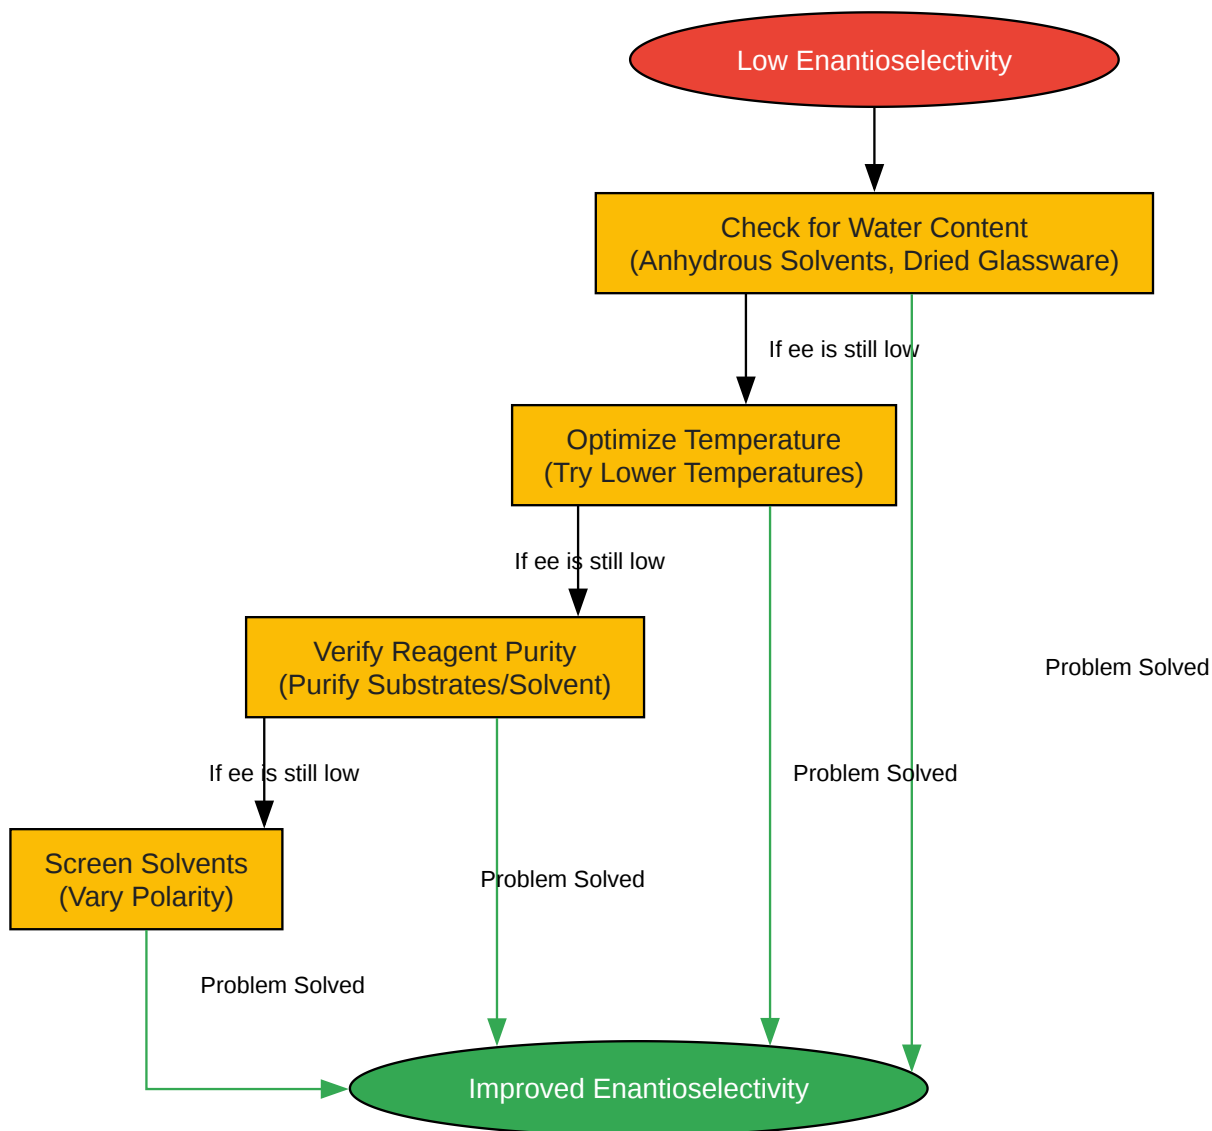 Low Enantioselectivity
Check for Water Content
(Anhydrous Solvents, Dried Glassware)
If ee is still low
Optimize Temperature
(Try Lower Temperatures)
If ee is still low
Verify Reagent Purity
(Purify Substrates/Solvent)
Problem Solved
If ee is still low
Problem Solved
Screen Solvents
(Vary Polarity)
Problem Solved
Problem Solved
Improved Enantioselectivity